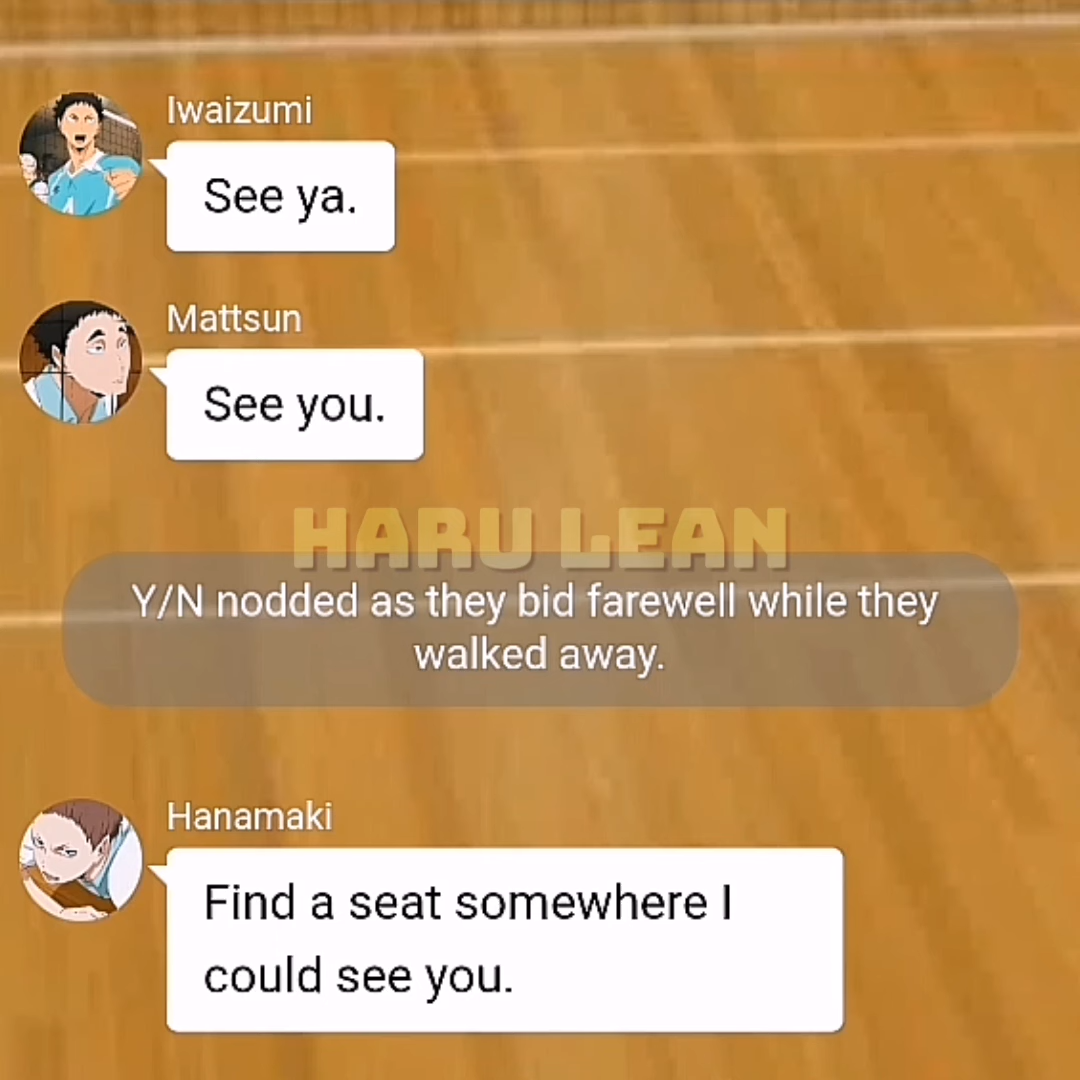 Iwaizumi
See ya.
Mattsun
See you.
HARU LEAN
Y/N nodded as they bid farewell while they
walked away.
Hanamaki
Find a seat somewhere I
could see you.